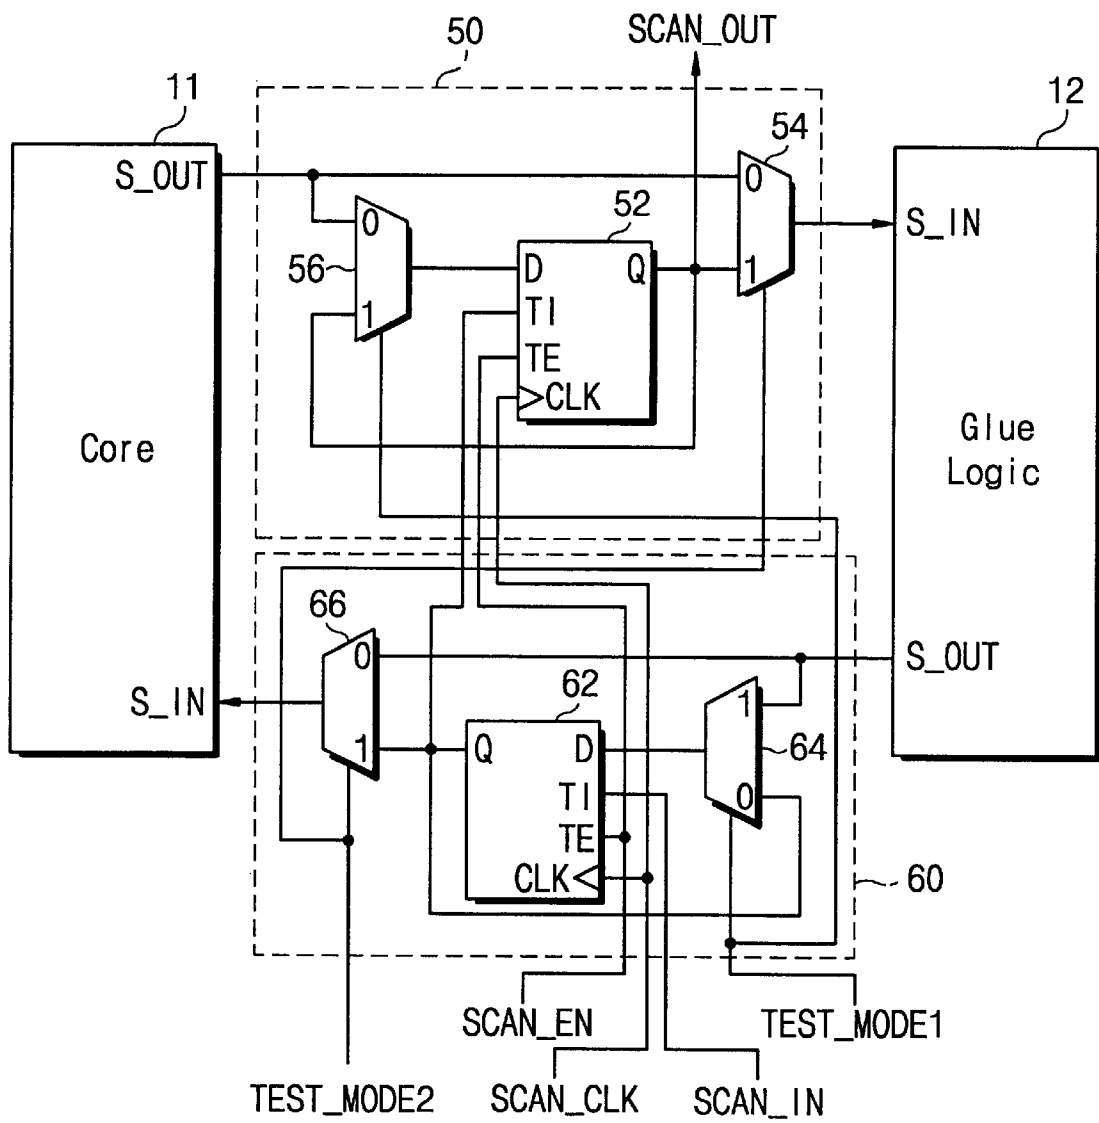 SCAN_OUT
50
11
12
54
S_OUT
0
52
0
S_IN
56
D
Q
1
TI
1
TE
CLK
Core
Glue
Logic
66
0
S_OUT
62
S_IN
1
1
Q
D
64
TI
0
TE
CLK
60
SCAN_EN
TEST_MODE1
TEST_MODE2
SCAN_CLK
SCAN_IN